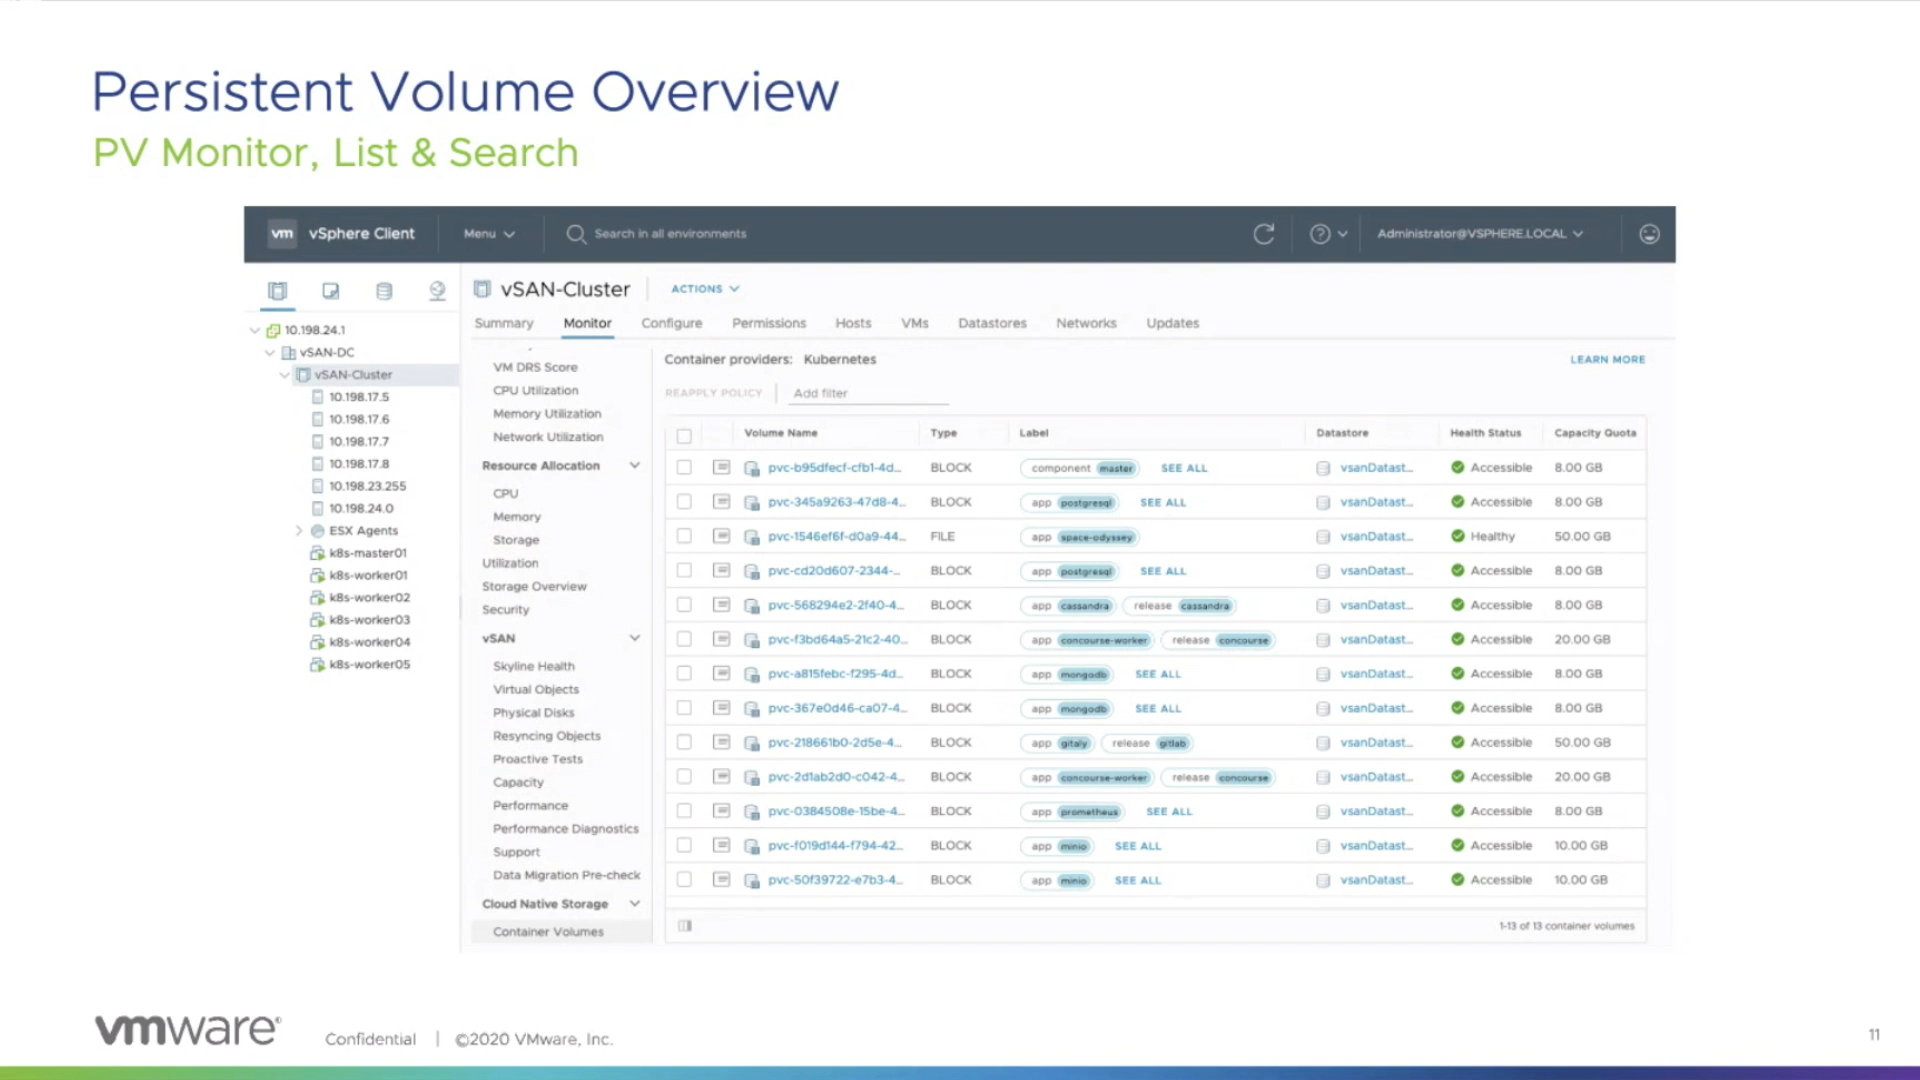 Persistent Volume Overview
PV Monitor, List & Search
vm vSphere Client Menu Search in all environments Administrator@VSPHERE.LOCAL
10.198.24.1
vSAN-DC
vSAN-Cluster
10.198.17.5
10.198.17.6
10.198.17.7
10.198.17.8
10.198.23.255
10.198.24.0
ESX Agents
k8s-master01
k8s-worker01
k8s-worker02
k8s-worker03
k8s-worker04
k8s-worker05
vSAN-Cluster ACTIONS
Summary Monitor Configure Permissions Hosts VMs Datastores Networks Updates
VM DRS Score
CPU Utilization
Memory Utilization
Network Utilization
Resource Allocation
CPU
Memory
Storage
Utilization
Storage Overview
Security
vSAN
Skyline Health
Virtual Objects
Physical Disks
Resyncing Objects
Proactive Tests
Capacity
Performance
Performance Diagnostics
Support
Data Migration Pre-check
Cloud Native Storage
Container Volumes
Container providers: Kubernetes LEARN MORE
REAPPLY POLICY Add filter
Volume Name Type Label Datastore Health Status Capacity Quota
pvc-b95dfecf-cfb1-4d... BLOCK component master SEE ALL vsanDatast... Accessible 8.00 GB
pvc-345a9263-47d8-4... BLOCK app postgresql SEE ALL vsanDatast... Accessible 8.00 GB
pvc-1546ef6f-d0a9-44... FILE app space-odyssey vsanDatast... Healthy 50.00 GB
pvc-cd20d607-2344-... BLOCK app postgresql SEE ALL vsanDatast... Accessible 8.00 GB
pvc-568294e2-2f40-4... BLOCK app cassandra release cassandra vsanDatast... Accessible 8.00 GB
pvc-f3bd64a5-21c2-40... BLOCK app concourse-worker release concourse vsanDatast... Accessible 20.00 GB
pvc-a815febc-f295-4d... BLOCK app mongodb SEE ALL vsanDatast... Accessible 8.00 GB
pvc-367e0d46-ca07-4... BLOCK app mongodb SEE ALL vsanDatast... Accessible 8.00 GB
pvc-218661b0-2d5e-4... BLOCK app gitaly release gitlab vsanDatast... Accessible 50.00 GB
pvc-2d1ab2d0-c042-4... BLOCK app concourse-worker release concourse vsanDatast... Accessible 20.00 GB
pvc-0384508e-15be-4... BLOCK app prometheus SEE ALL vsanDatast... Accessible 8.00 GB
pvc-f019d144-f794-42... BLOCK app minio SEE ALL vsanDatast... Accessible 10.00 GB
pvc-50f39722-e7b3-4... BLOCK app minio SEE ALL vsanDatast... Accessible 10.00 GB
1-13 of 13 container volumes
vmware® Confidential | ©2020 VMware, Inc. 11